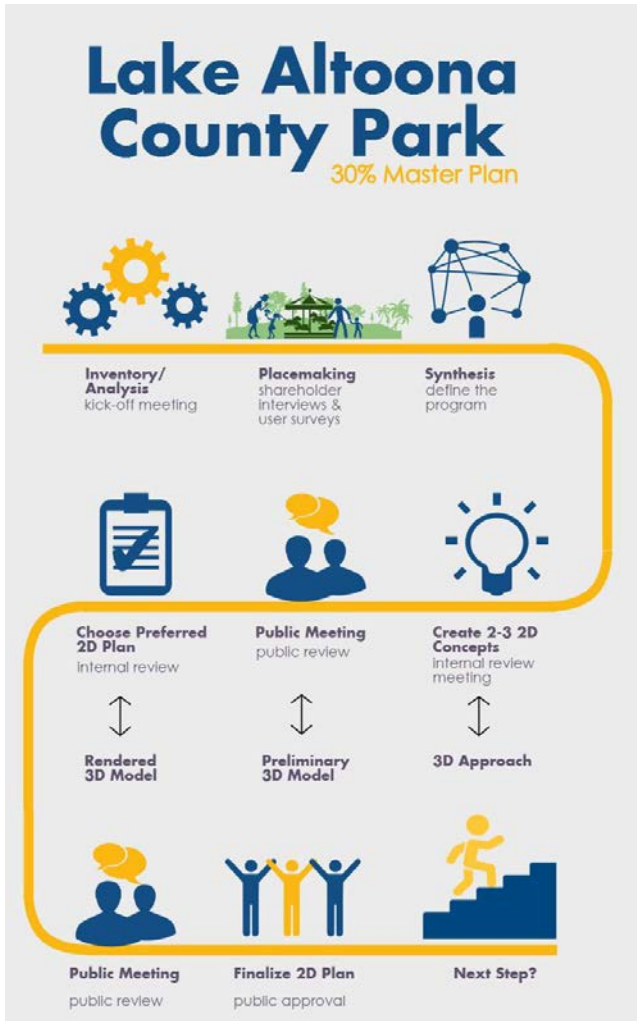 Lake Altoona
County Park
30% Master Plan
Inventory/
Analysis
kick-off meeting
Placemaking
shareholder
interviews &
user surveys
Synthesis
define the
program
Choose Preferred
2D Plan
internal review
Public Meeting
public review
Create 2-3 2D
Concepts
internal review
meeting
Rendered
3D Model
Preliminary
3D Model
3D Approach
Public Meeting
public review
Finalize 2D Plan
public approval
Next Step?